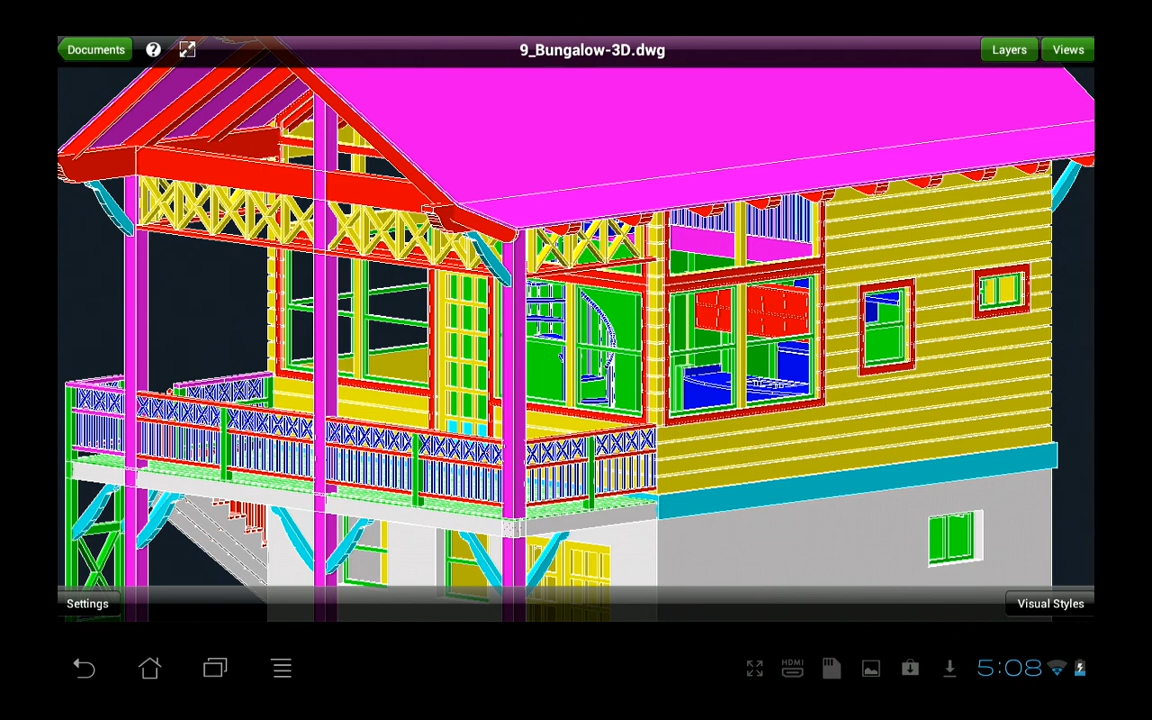 Documents
?
9_Bungalow-3D.dwg
Layers
Views
Settings
Visual Styles
HDMI
5:08